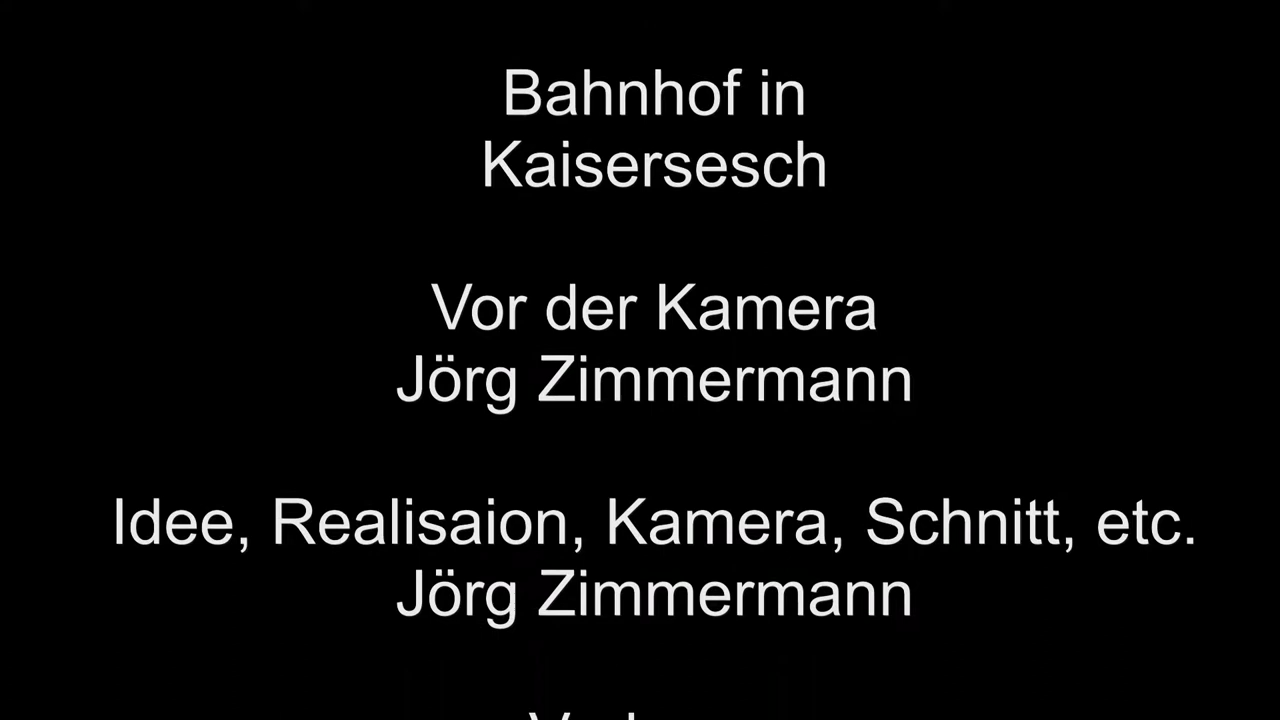 Bahnhof in
Kaisersesch
Vor der Kamera
Jörg Zimmermann
Idee, Realisaion, Kamera, Schnitt, etc.
Jörg Zimmermann